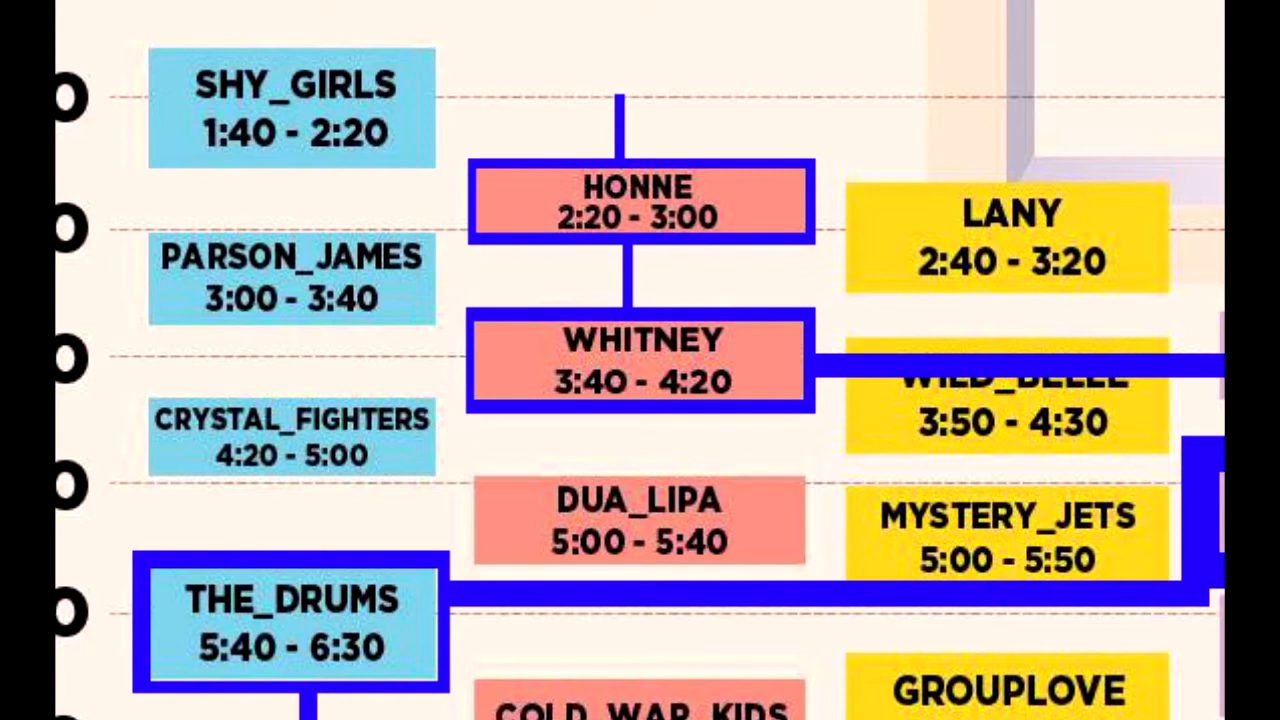 SHY_GIRLS
1:40 - 2:20
HONNE
2:20 - 3:00
LANY
2:40 - 3:20
PARSON_JAMES
3:00 - 3:40
WHITNEY
3:40 - 4:20
WILD_BELLE
3:50 - 4:30
CRYSTAL_FIGHTERS
4:20 - 5:00
DUA_LIPA
5:00 - 5:40
MYSTERY_JETS
5:00 - 5:50
THE_DRUMS
5:40 - 6:30
GROUPLOVE
COLD_WAR_KIDS